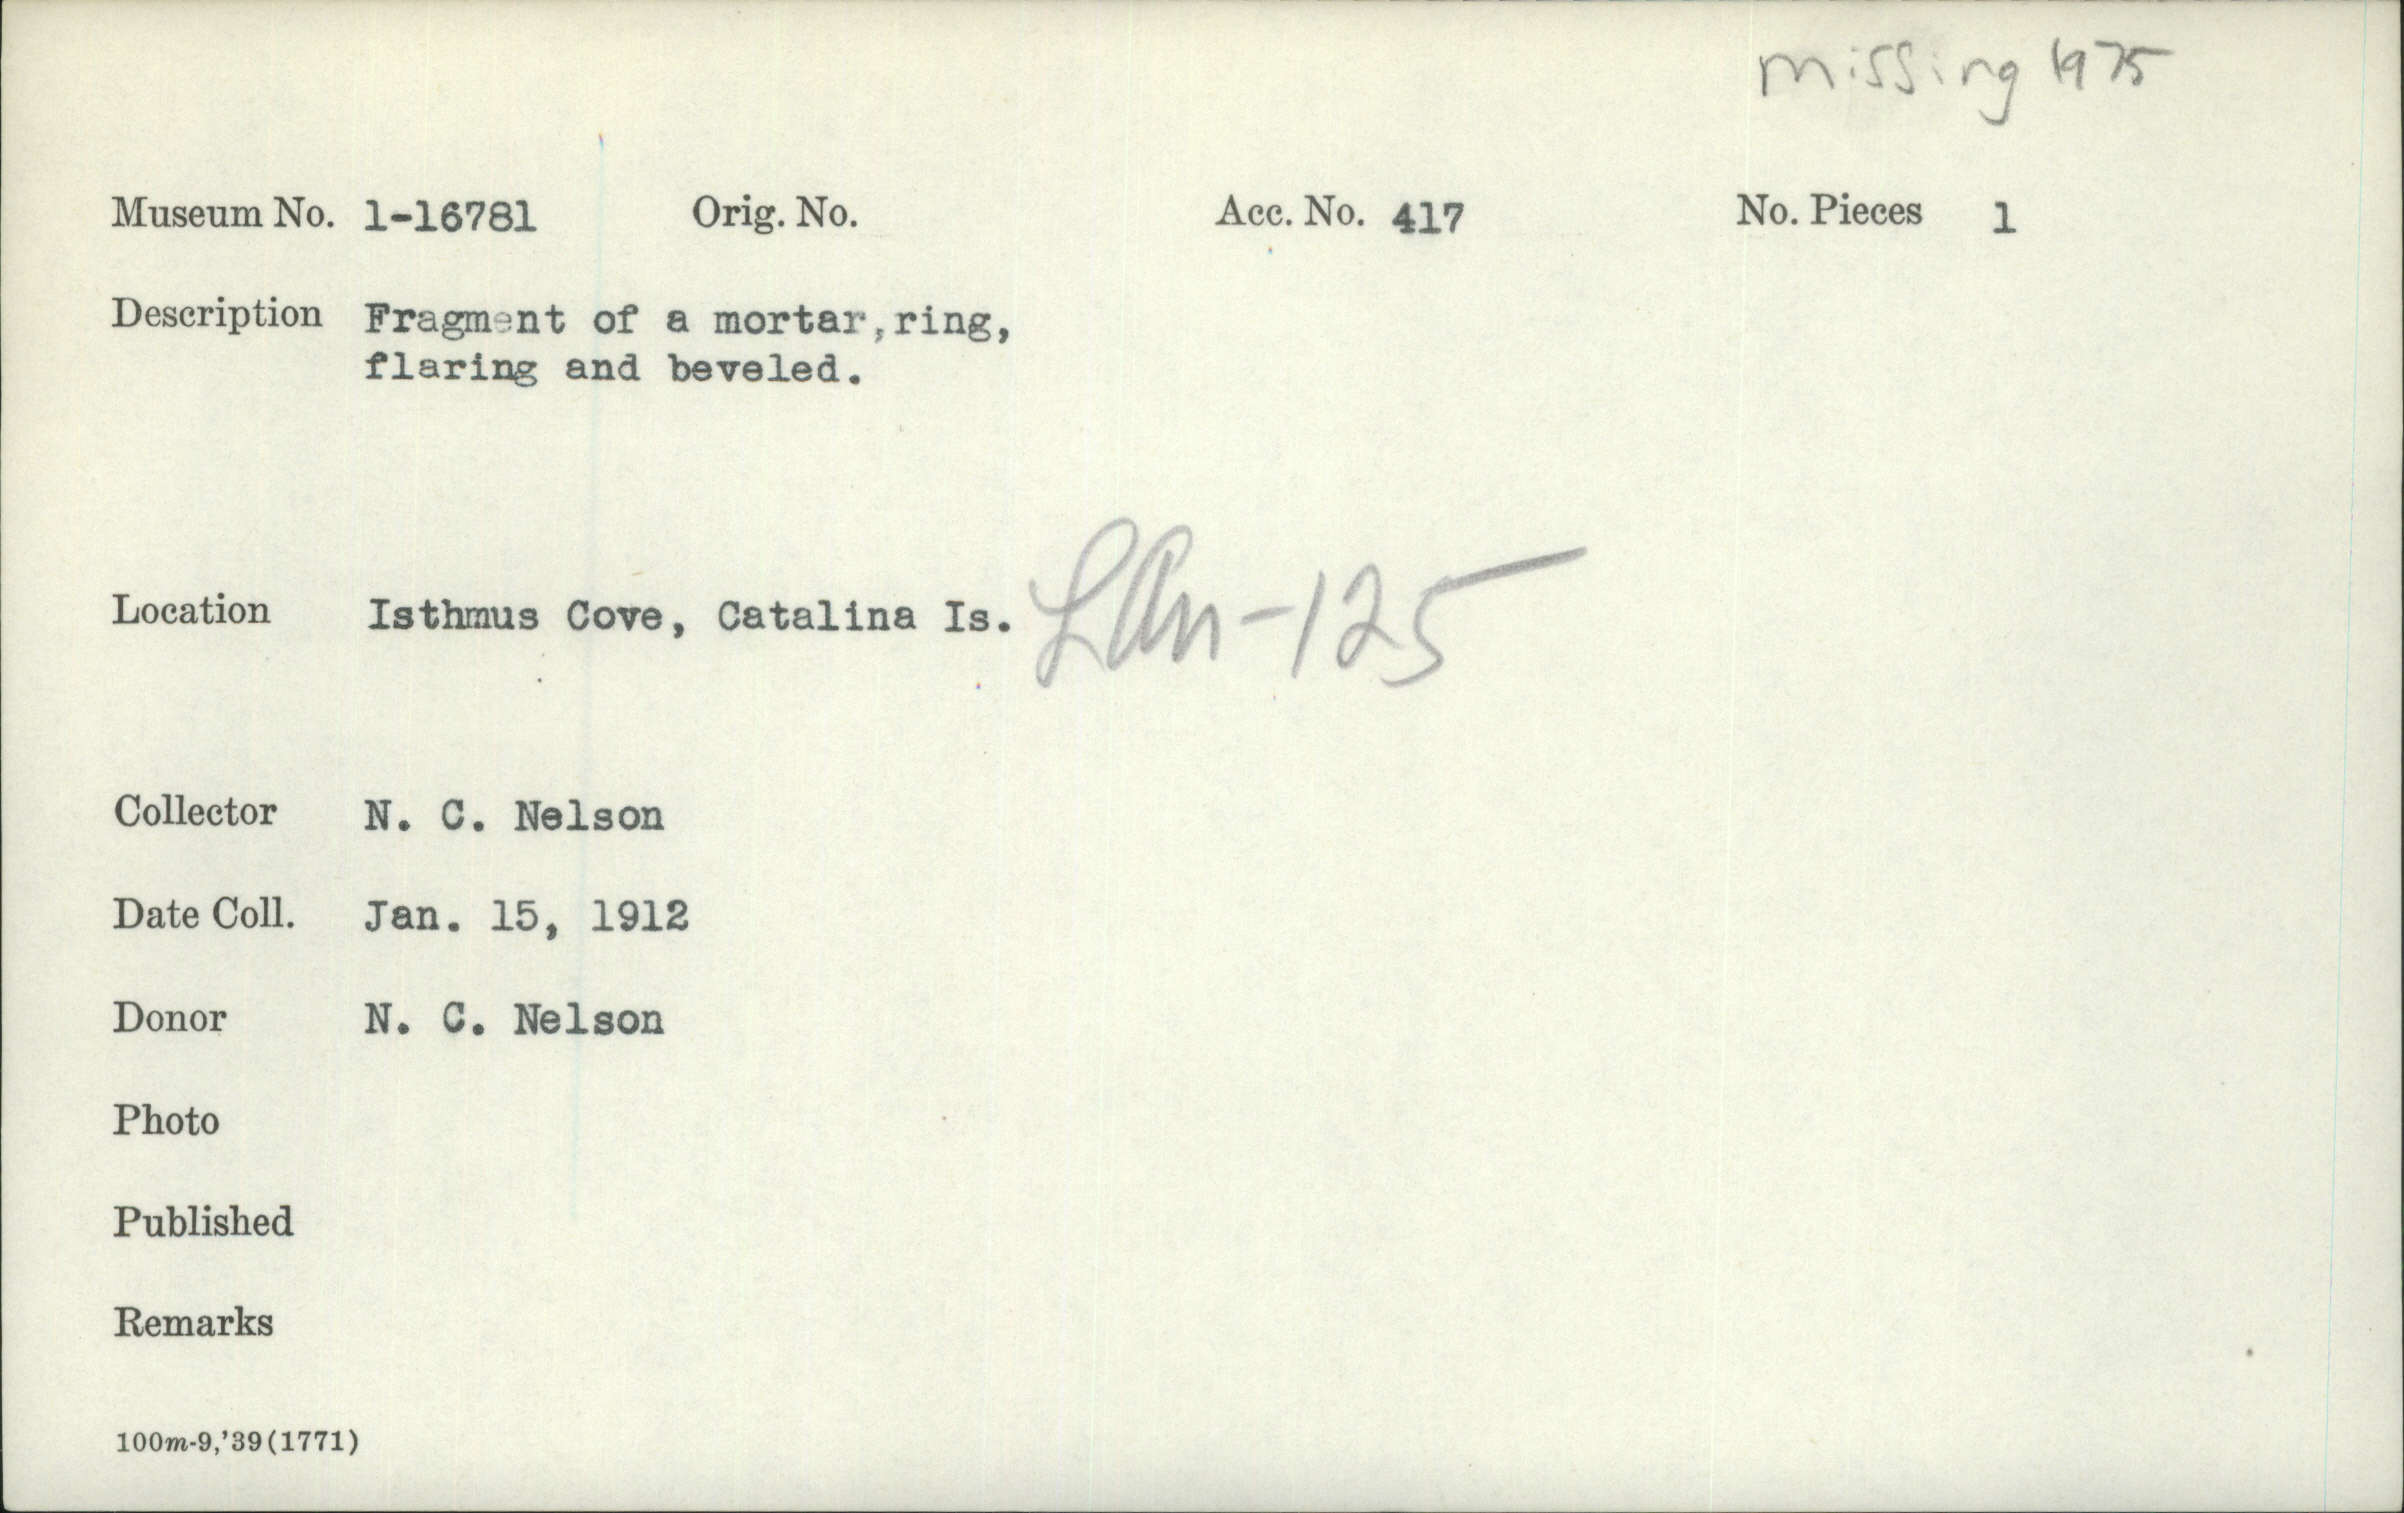 missing 1975
Museum No. 1-16781 Orig. No. Acc. No. 417 No. Pieces 1
Description Fragment of a mortar, ring,
flaring and beveled.
Location Isthmus Cove, Catalina Is. LAn-125
Collector N. C. Nelson
Date Coll. Jan. 15, 1912
Donor N. C. Nelson
Photo
Published
Remarks
100m-9,'39(1771)